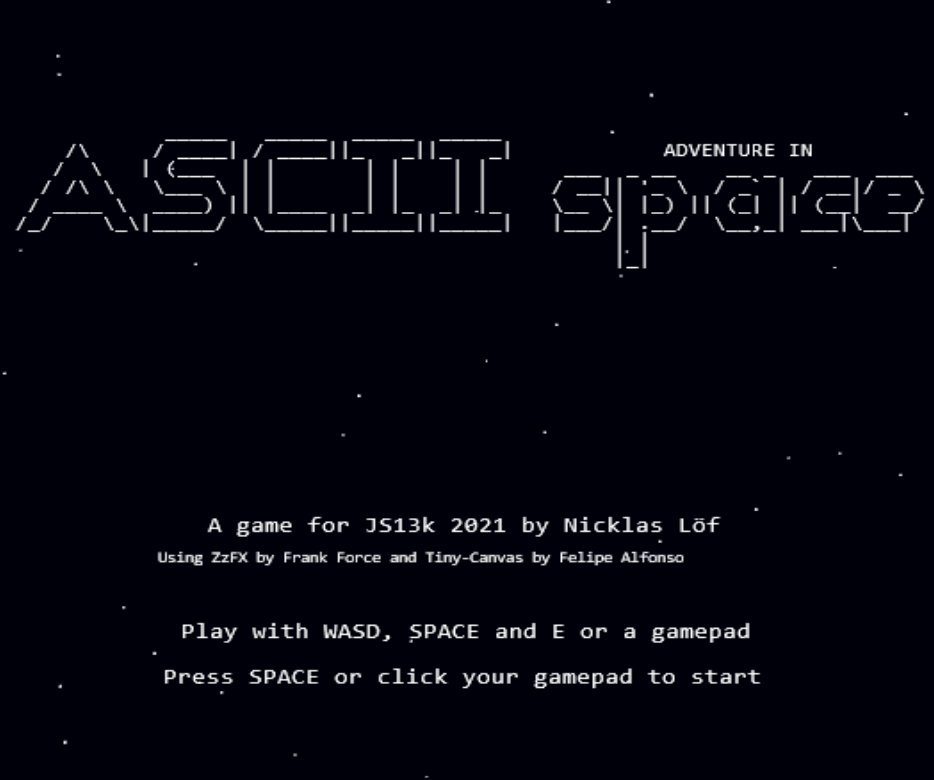 ASCII
ADVENTURE IN
space
A game for JS13k 2021 by Nicklas Löf
Using ZzFX by Frank Force and Tiny-Canvas by Felipe Alfonso
Play with WASD, SPACE and E or a gamepad
Press SPACE or click your gamepad to start